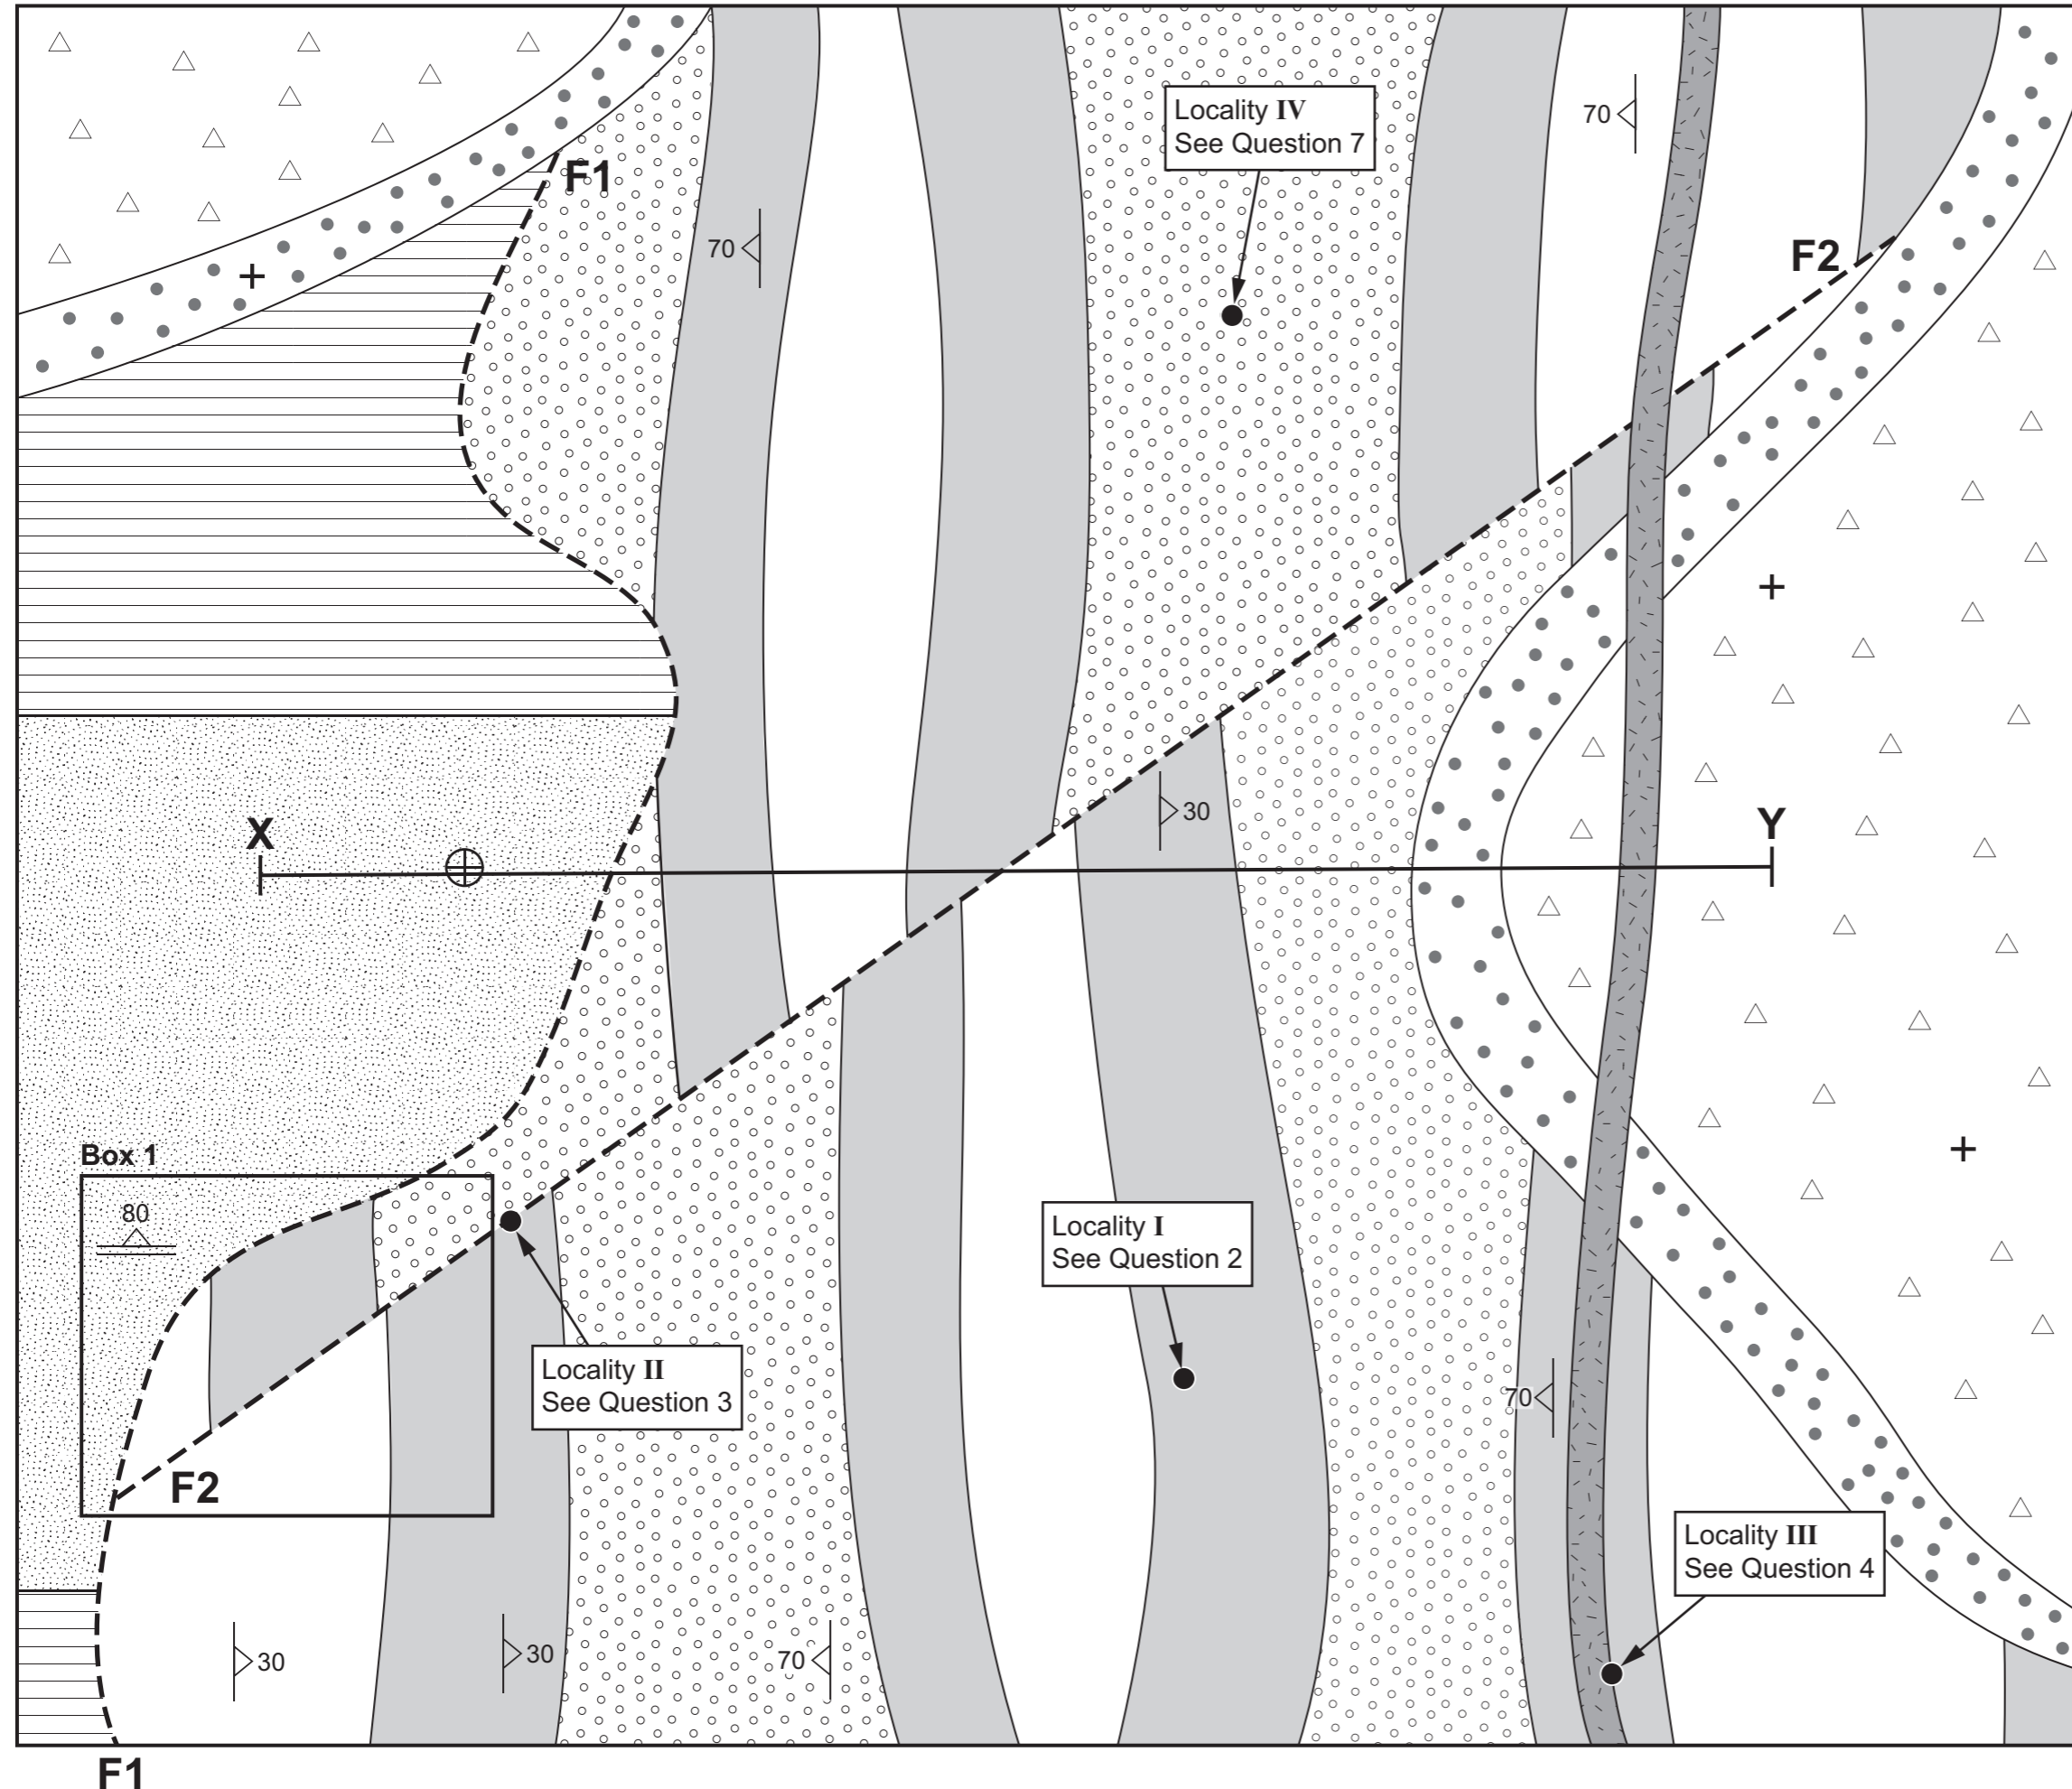 Locality IV
See Question 7
70
F1
70
F2
X
30
Y
Box 1
80
Locality I
See Question 2
Locality II
See Question 3
70
F2
Locality III
See Question 4
30
30
70
F1